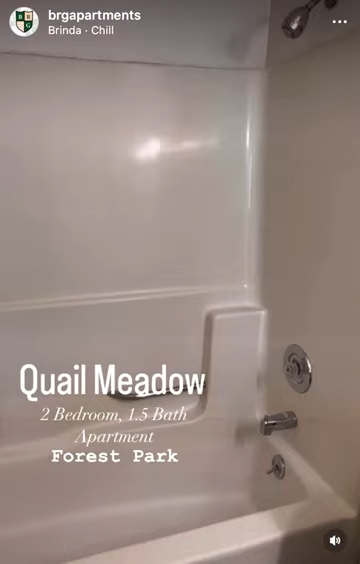 brgapartments
Brinda · Chill
Quail Meadow
2 Bedroom, 1.5 Bath
Apartment
Forest Park